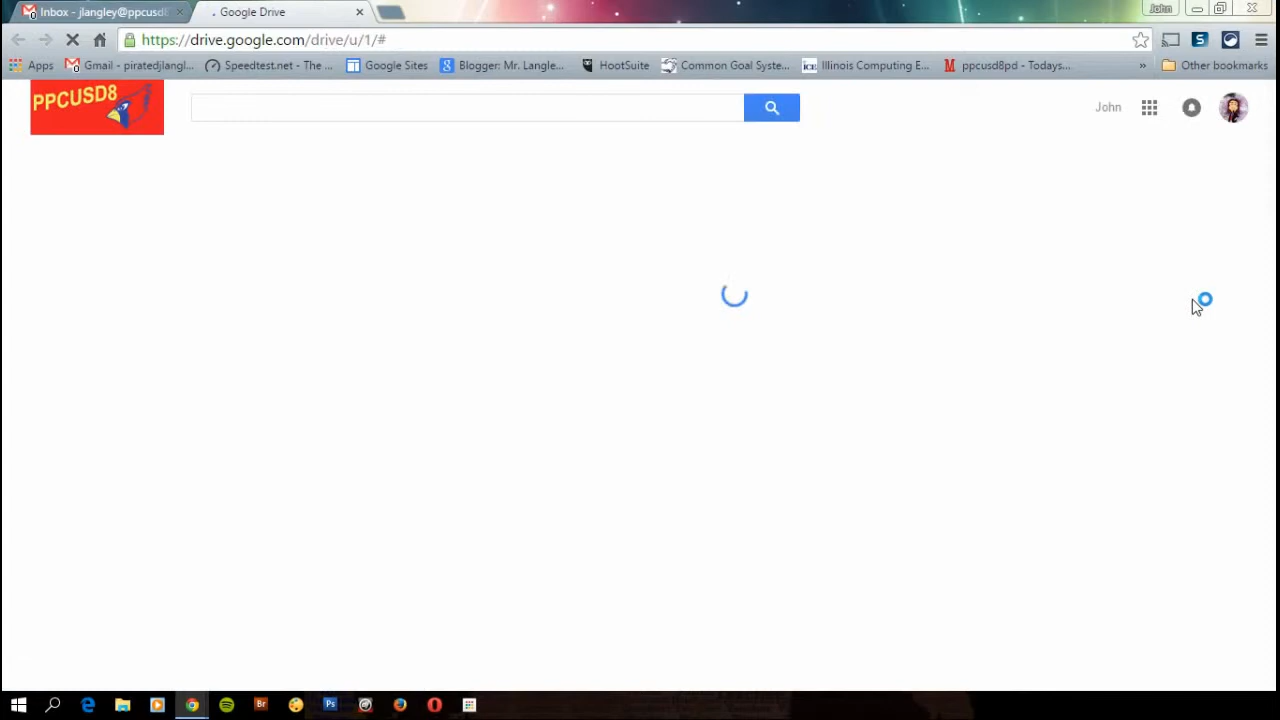 Inbox - jlangley@ppcusd8
Google Drive
John
https://drive.google.com/drive/u/1/#
Apps
Gmail - piratedjlangl...
Speedtest.net - The ...
Google Sites
Blogger: Mr. Langle...
HootSuite
Common Goal Syste...
Illinois Computing E...
ppcusd8pd - Todays...
»
Other bookmarks
PPCUSD8
John